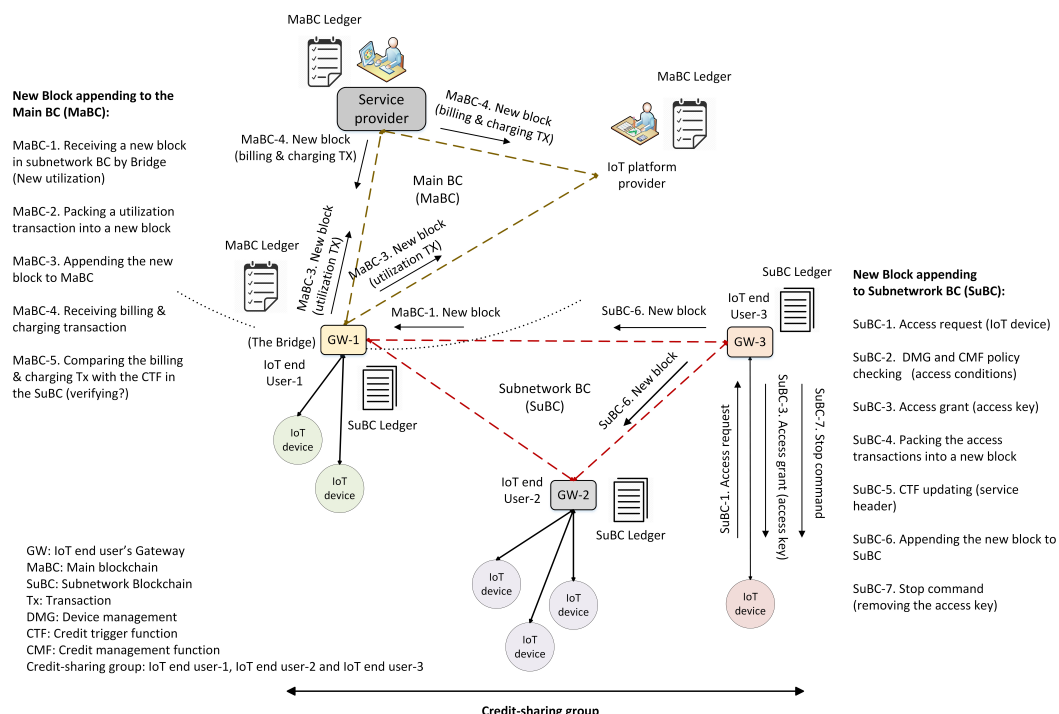 MaBC Ledger
MaBC Ledger
Service
provider
MaBC-4. New block
(billing & charging TX)
MaBC-4. New block
(billing & charging TX)
IoT platform
provider
Main BC
(MaBC)
New Block appending to the
Main BC (MaBC):
MaBC-1. Receiving a new block
in subnetwork BC by Bridge
(New utilization)
MaBC-2. Packing a utilization
transaction into a new block
MaBC-3. Appending the new
block to MaBC
MaBC-4. Receiving billing &
charging transaction
MaBC-5. Comparing the billing
& charging Tx with the CTF in
the SuBC (verifying?)
MaBC Ledger
MaBC-3. New block
(utilization TX)
MaBC-3. New block
(utilization TX)
MaBC-1. New block
SuBC-6. New block
SuBC Ledger
IoT end
User-3
GW-3
(The Bridge)
GW-1
IoT end
User-1
SuBC Ledger
IoT
device
IoT
device
Subnetwork BC
(SuBC)
SuBC-6. New block
IoT end
User-2
GW-2
SuBC Ledger
IoT
device
IoT
device
IoT
device
SuBC-1. Access request
SuBC-3. Access grant (access key)
SuBC-7. Stop command
IoT
device
New Block appending
to Subnetwrork BC (SuBC):
SuBC-1. Access request (IoT device)
SuBC-2.  DMG and CMF policy
checking   (access conditions)
SuBC-3. Access grant (access key)
SuBC-4. Packing the access
transactions into a new block
SuBC-5. CTF updating (service
header)
SuBC-6. Appending the new block to
SuBC
SuBC-7. Stop command
(removing the access key)
GW: IoT end user's Gateway
MaBC: Main blockchain
SuBC: Subnetwork Blockchain
Tx: Transaction
DMG: Device management
CTF: Credit trigger function
CMF: Credit management function
Credit-sharing group: IoT end user-1, IoT end user-2 and IoT end user-3
Credit-sharing group